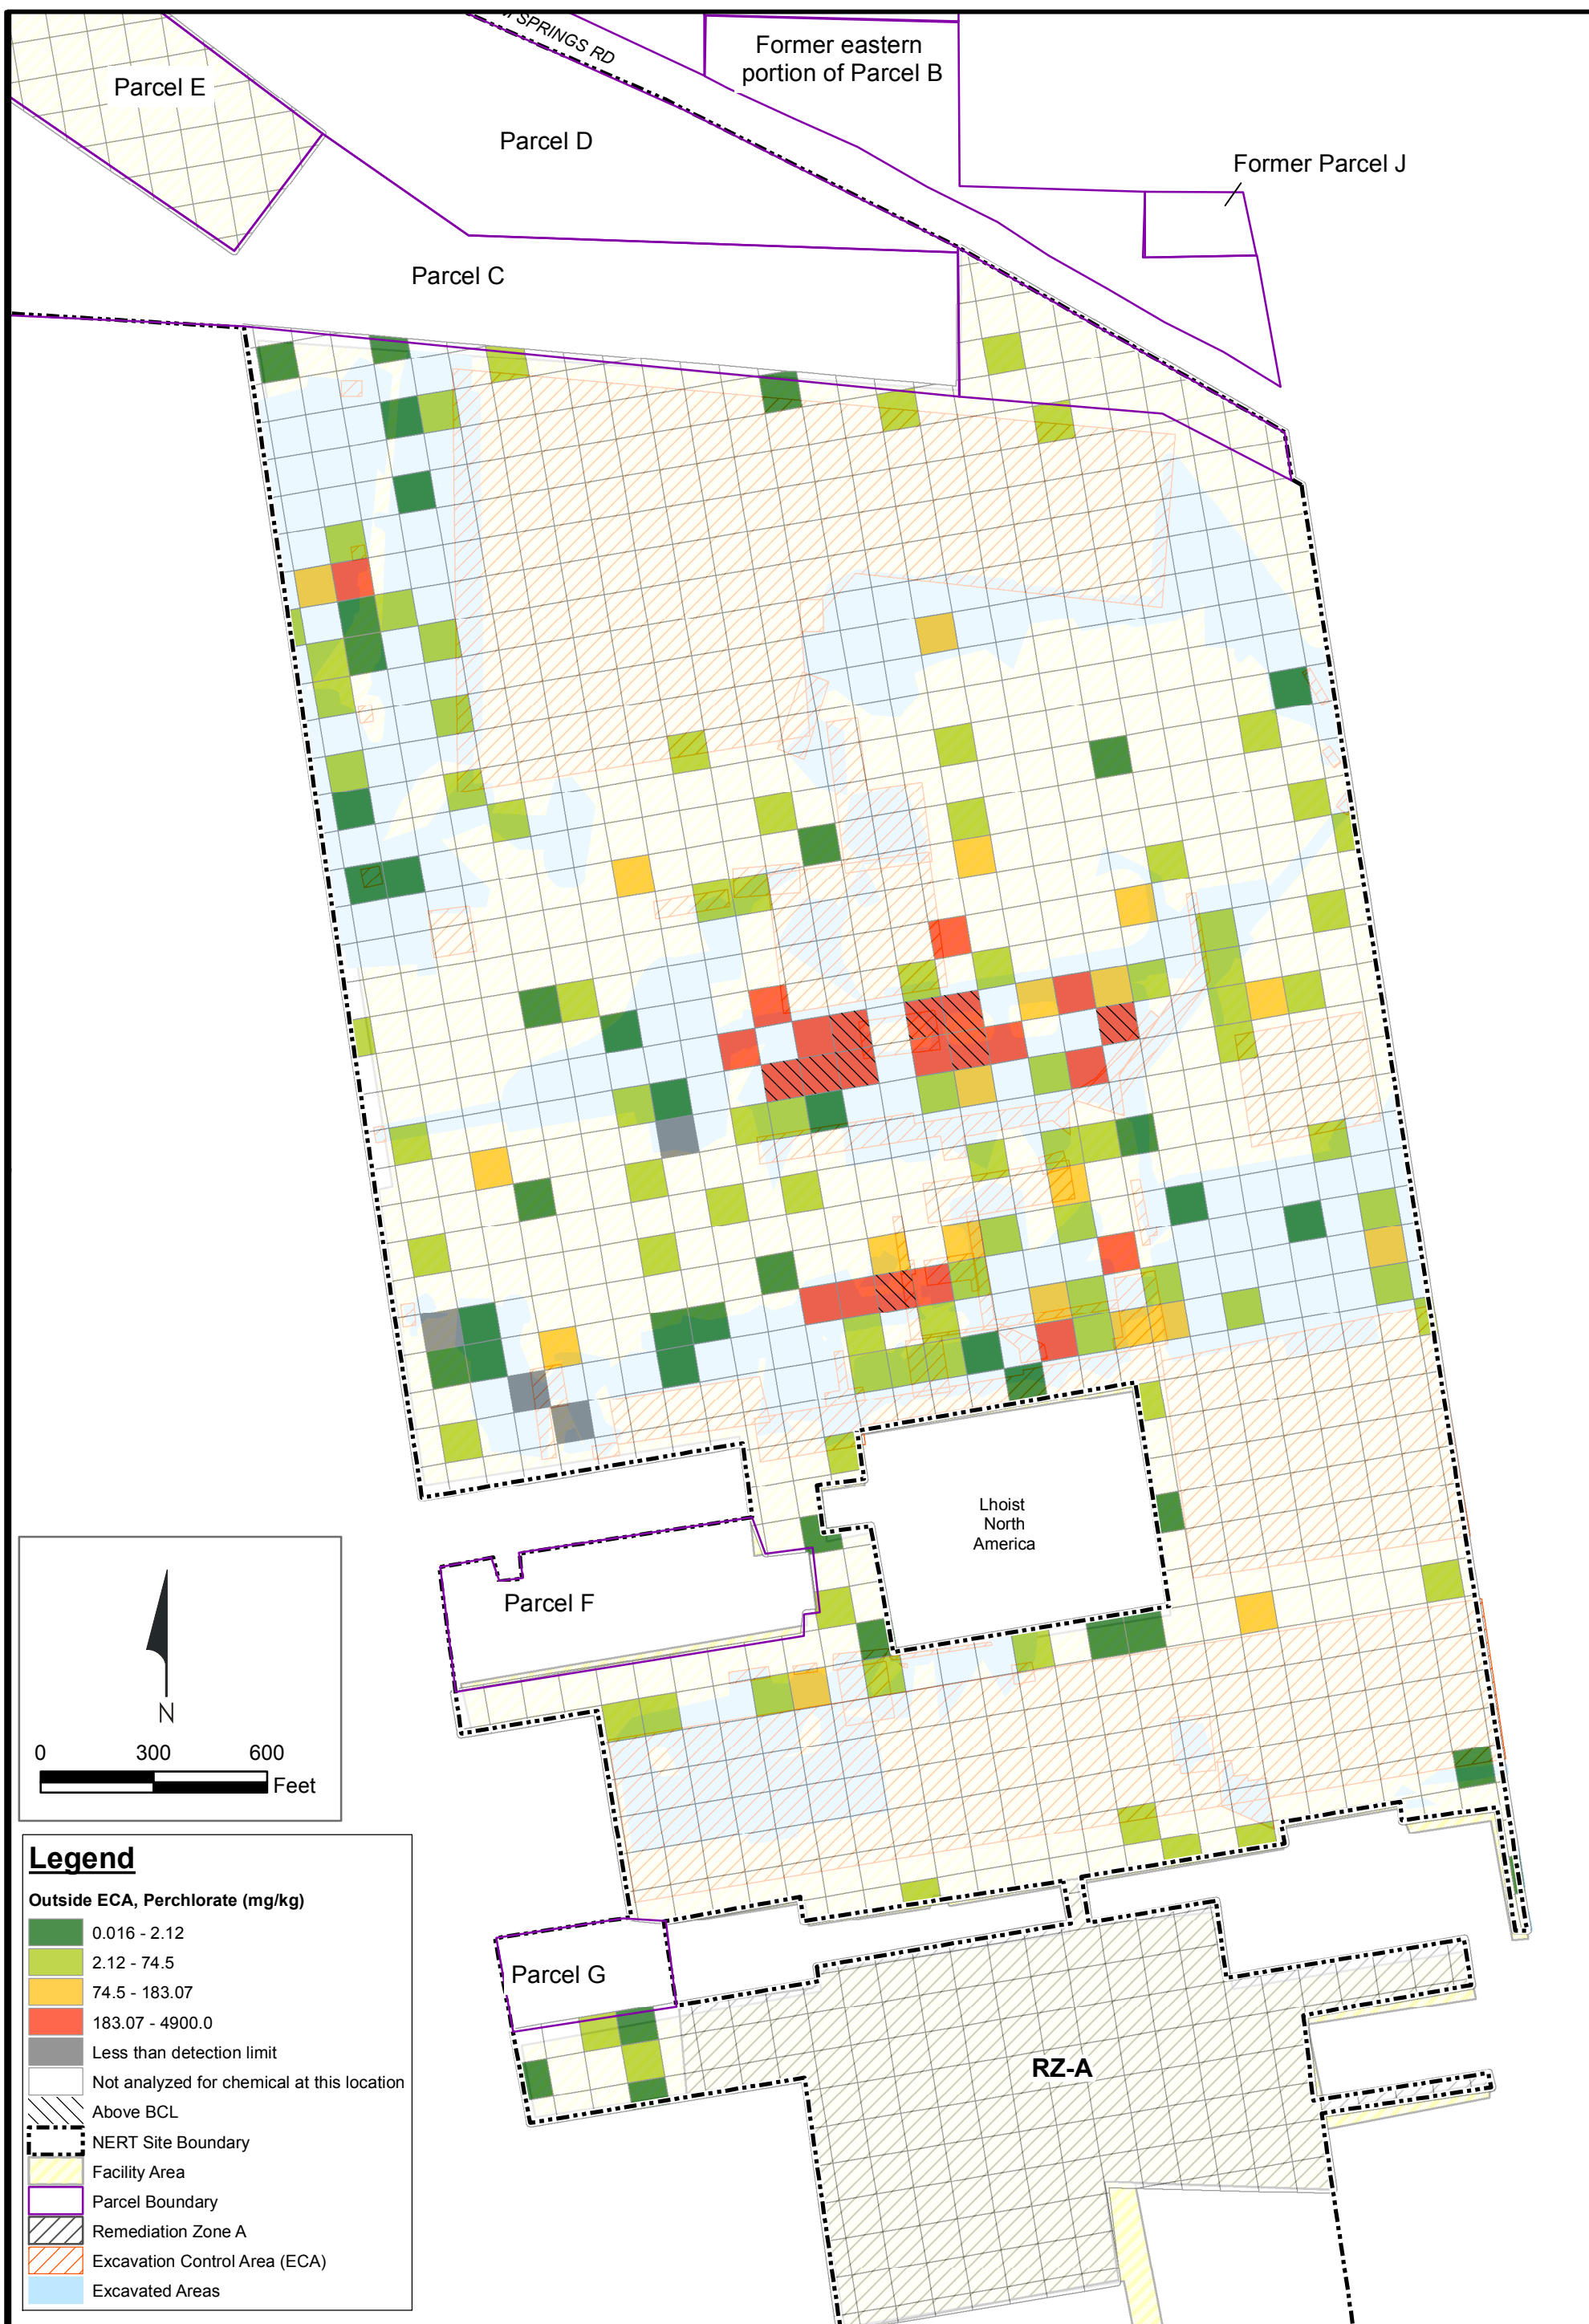 SPRINGS RD
Former eastern
portion of Parcel B
Parcel E
Parcel D
Former Parcel J
Parcel C
Lhoist
North
America
Parcel F
N
0 300 600
Feet
Parcel G
RZ-A
Legend
Outside ECA, Perchlorate (mg/kg)
0.016 - 2.12
2.12 - 74.5
74.5 - 183.07
183.07 - 4900.0
Less than detection limit
Not analyzed for chemical at this location
Above BCL
NERT Site Boundary
Facility Area
Parcel Boundary
Remediation Zone A
Excavation Control Area (ECA)
Excavated Areas